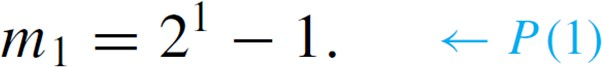 m₁ = 2¹ − 1. ← P(1)